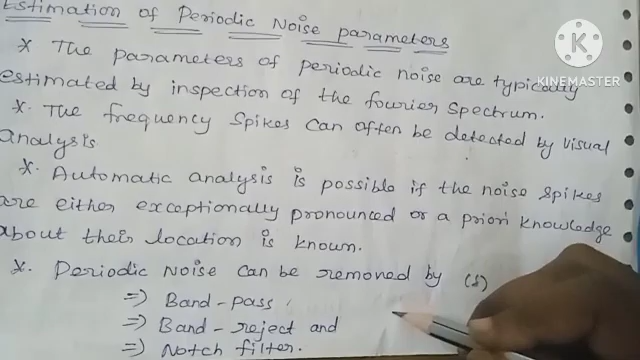 Estimation of Periodic Noise parameters
* The parameters of periodic noise are typically
estimated by inspection of the fourier spectrum.
*. The frequency spikes can often be detected by visual
analysis
*. Automatic analysis is possible if the noise spikes
are either exceptionally pronounced or a priori knowledge
about their location is known.
*. Periodic noise can be removed by (s)
=) Band-pass,
=) Band-reject and
=) Notch filter.
K
KINEMASTER